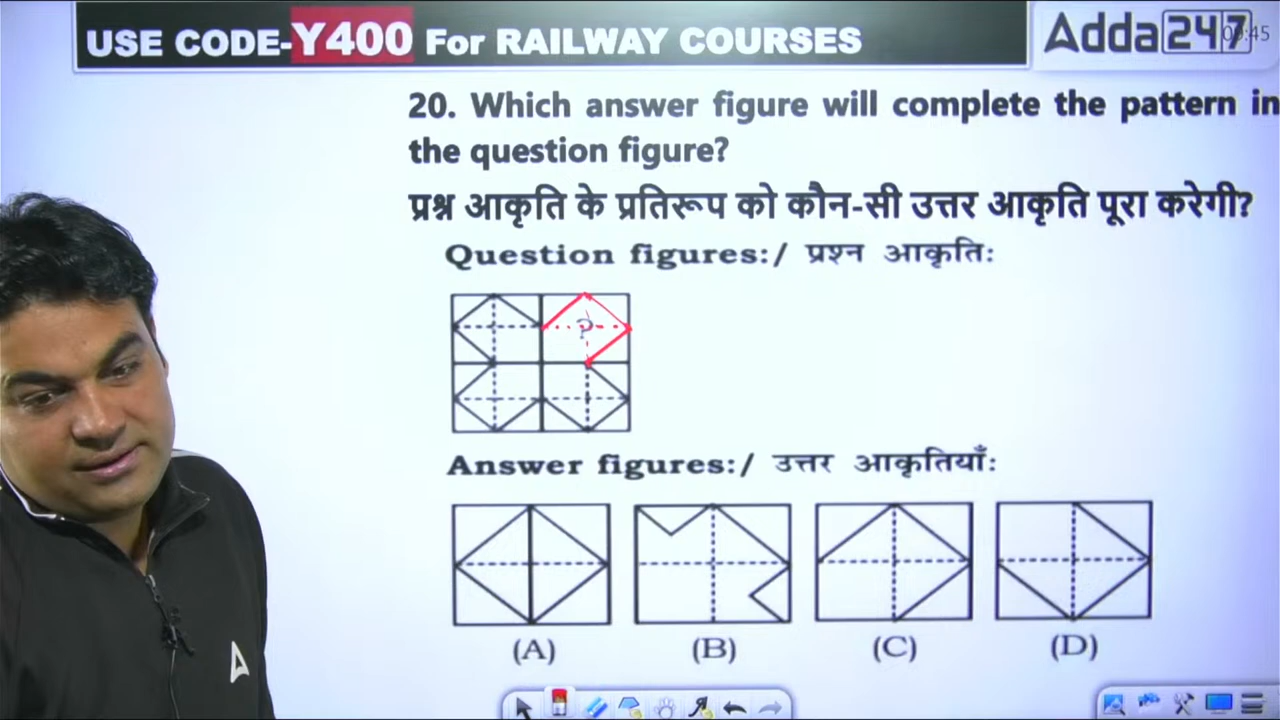 USE CODE-Y400 For RAILWAY COURSES
Adda247
20. Which answer figure will complete the pattern in
the question figure?
प्रश्न आकृति के प्रतिरूप को कौन-सी उत्तर आकृति पूरा करेगी?
Question figures:/ प्रश्न आकृति:
?
Answer figures:/ उत्तर आकृतियाँ:
(A) (B) (C) (D)